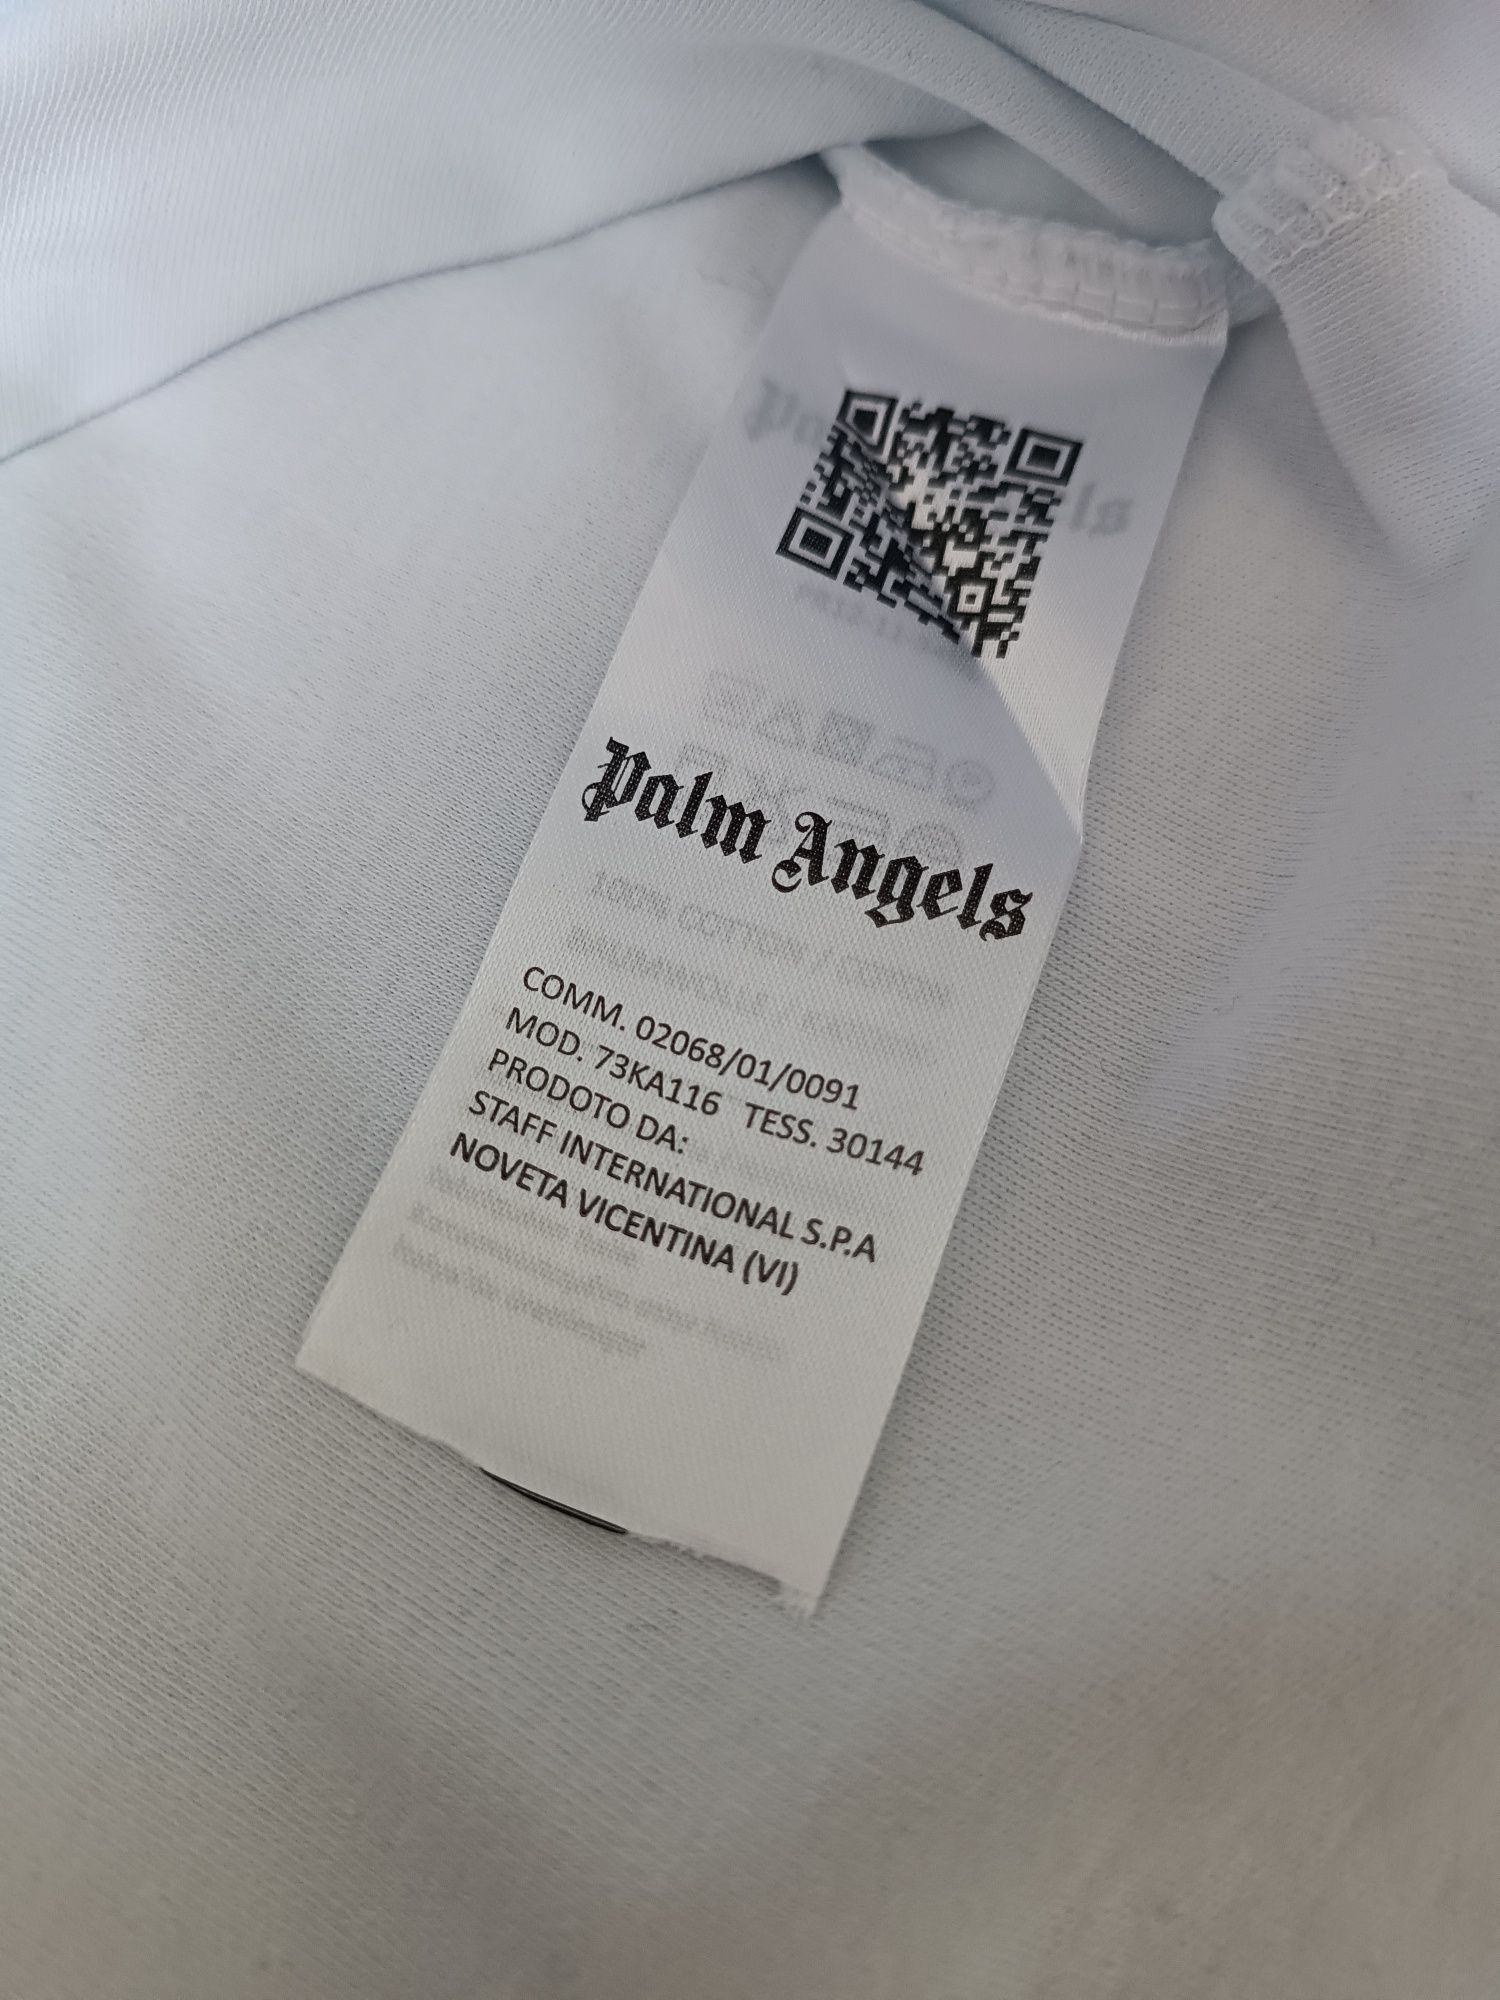 Palm Angels
COMM. 02068/01/0091
MOD. 73KA116 TESS. 30144
PRODOTO DA:
STAFF INTERNATIONAL S.P.A
NOVETA VICENTINA (VI)